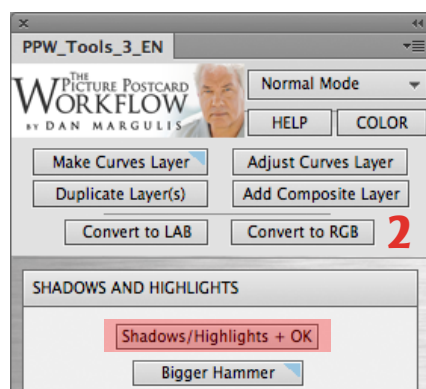 PPW_Tools_3_EN
THE
PICTURE POSTCARD
WORKFLOW
BY DAN MARGULIS
Normal Mode
HELP COLOR
Make Curves Layer Adjust Curves Layer
Duplicate Layer(s) Add Composite Layer
Convert to LAB Convert to RGB 2
SHADOWS AND HIGHLIGHTS
Shadows/Highlights + OK
Bigger Hammer